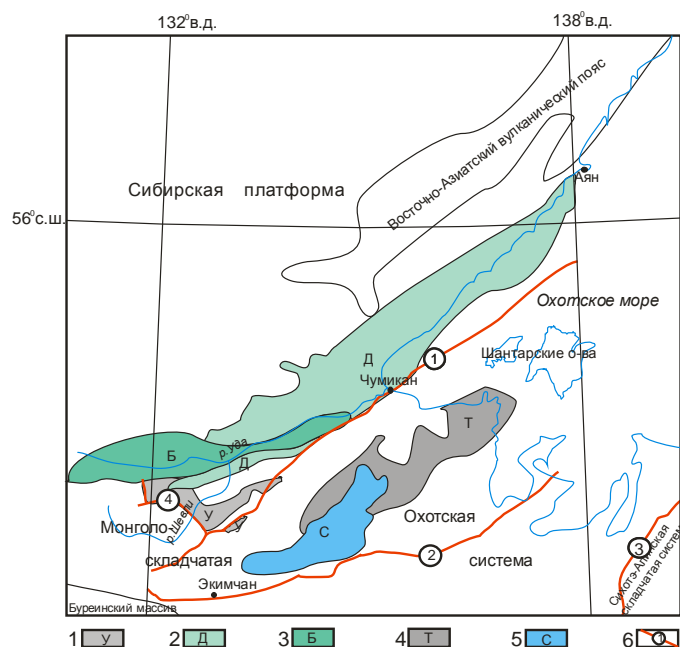 132⁰в.д.
138⁰в.д.
Восточно-Азиатский вулканический пояс
Аян
Сибирская платформа
56⁰с.ш.
Охотское море
1
Шантарские о-ва
Д
Чумикан
Т
р.Уда
Б
Д
4
У
р.Шевли
Монголо-
У
Охотская
С
складчатая
система
2
3
Сихотэ-Алинская
складчатая система
Экимчан
Буреинский массив
1 У 2 Д 3 Б 4 Т 5 С 6 1